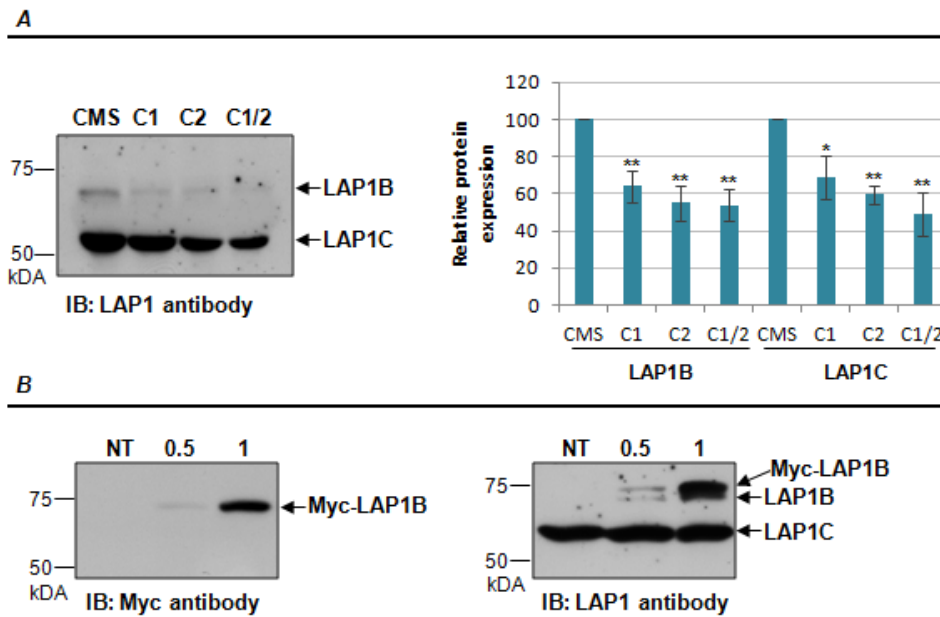 A
CMS C1 C2 C1/2
75
LAP1B
LAP1C
50
kDA
IB: LAP1 antibody
Relative protein
expression
120
100
80
60
40
20
0
** ** ** * ** **
CMS C1 C2 C1/2 CMS C1 C2 C1/2
LAP1B LAP1C
B
NT 0.5 1
75
Myc-LAP1B
50
kDA
IB: Myc antibody
NT 0.5 1
Myc-LAP1B
75
LAP1B
LAP1C
50
kDA
IB: LAP1 antibody